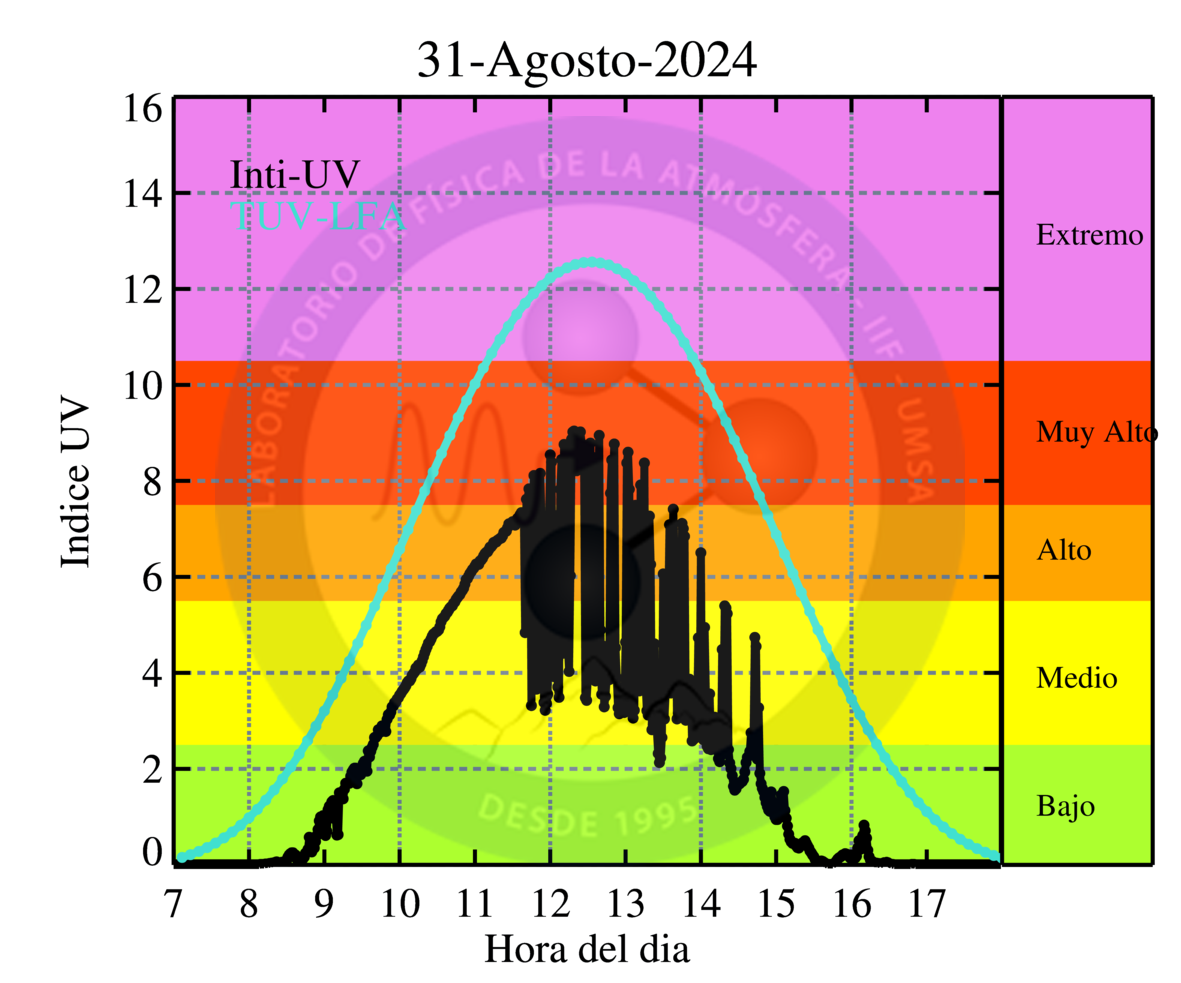 31-Agosto-2024
16
14
12
10
8
6
4
2
0
Indice UV
Inti-UV
TUV-LFA
LABORATORIO DE FÍSICA DE LA ATMÓSFERA - IIF - UMSA
DESDE 1995
Extremo
Muy Alto
Alto
Medio
Bajo
7 8 9 10 11 12 13 14 15 16 17
Hora del dia